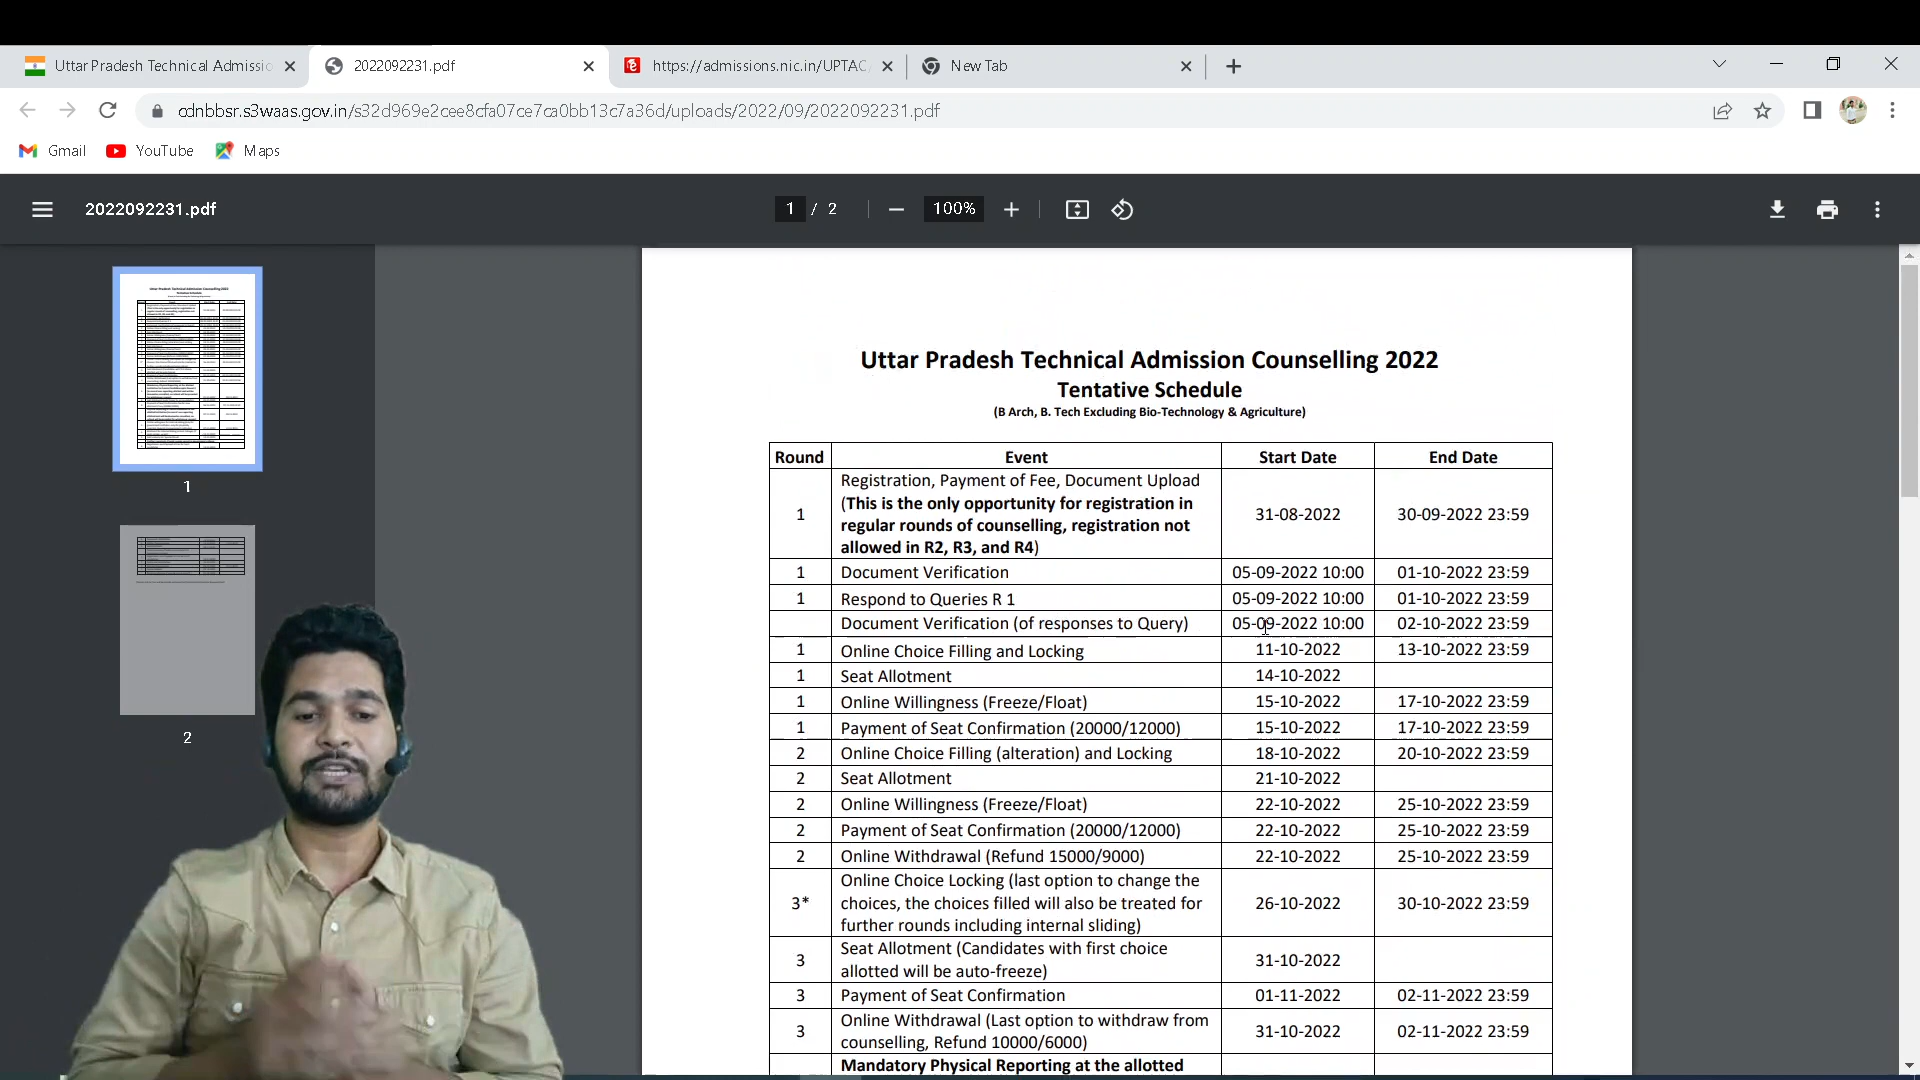 Uttar Pradesh Technical Admissio
2022092231.pdf
https://admissions.nic.in/UPTAC
New Tab
cdnbbsr.s3waas.gov.in/s32d969e2cee8cfa07ce7ca0bb13c7a36d/uploads/2022/09/2022092231.pdf
Gmail YouTube Maps
2022092231.pdf
1 / 2
100%
1
2
Uttar Pradesh Technical Admission Counselling 2022
Tentative Schedule
(B Arch, B. Tech Excluding Bio-Technology & Agriculture)
Round Event Start Date End Date
Registration, Payment of Fee, Document Upload
(This is the only opportunity for registration in
1 31-08-2022 30-09-2022 23:59
regular rounds of counselling, registration not
allowed in R2, R3, and R4)
1 Document Verification 05-09-2022 10:00 01-10-2022 23:59
1 Respond to Queries R 1 05-09-2022 10:00 01-10-2022 23:59
Document Verification (of responses to Query) 05-09-2022 10:00 02-10-2022 23:59
1 Online Choice Filling and Locking 11-10-2022 13-10-2022 23:59
1 Seat Allotment 14-10-2022
1 Online Willingness (Freeze/Float) 15-10-2022 17-10-2022 23:59
1 Payment of Seat Confirmation (20000/12000) 15-10-2022 17-10-2022 23:59
2 Online Choice Filling (alteration) and Locking 18-10-2022 20-10-2022 23:59
2 Seat Allotment 21-10-2022
2 Online Willingness (Freeze/Float) 22-10-2022 25-10-2022 23:59
2 Payment of Seat Confirmation (20000/12000) 22-10-2022 25-10-2022 23:59
2 Online Withdrawal (Refund 15000/9000) 22-10-2022 25-10-2022 23:59
Online Choice Locking (last option to change the
3* choices, the choices filled will also be treated for 26-10-2022 30-10-2022 23:59
further rounds including internal sliding)
Seat Allotment (Candidates with first choice
3 31-10-2022
allotted will be auto-freeze)
3 Payment of Seat Confirmation 01-11-2022 02-11-2022 23:59
Online Withdrawal (Last option to withdraw from
3 31-10-2022 02-11-2022 23:59
counselling, Refund 10000/6000)
Mandatory Physical Reporting at the allotted